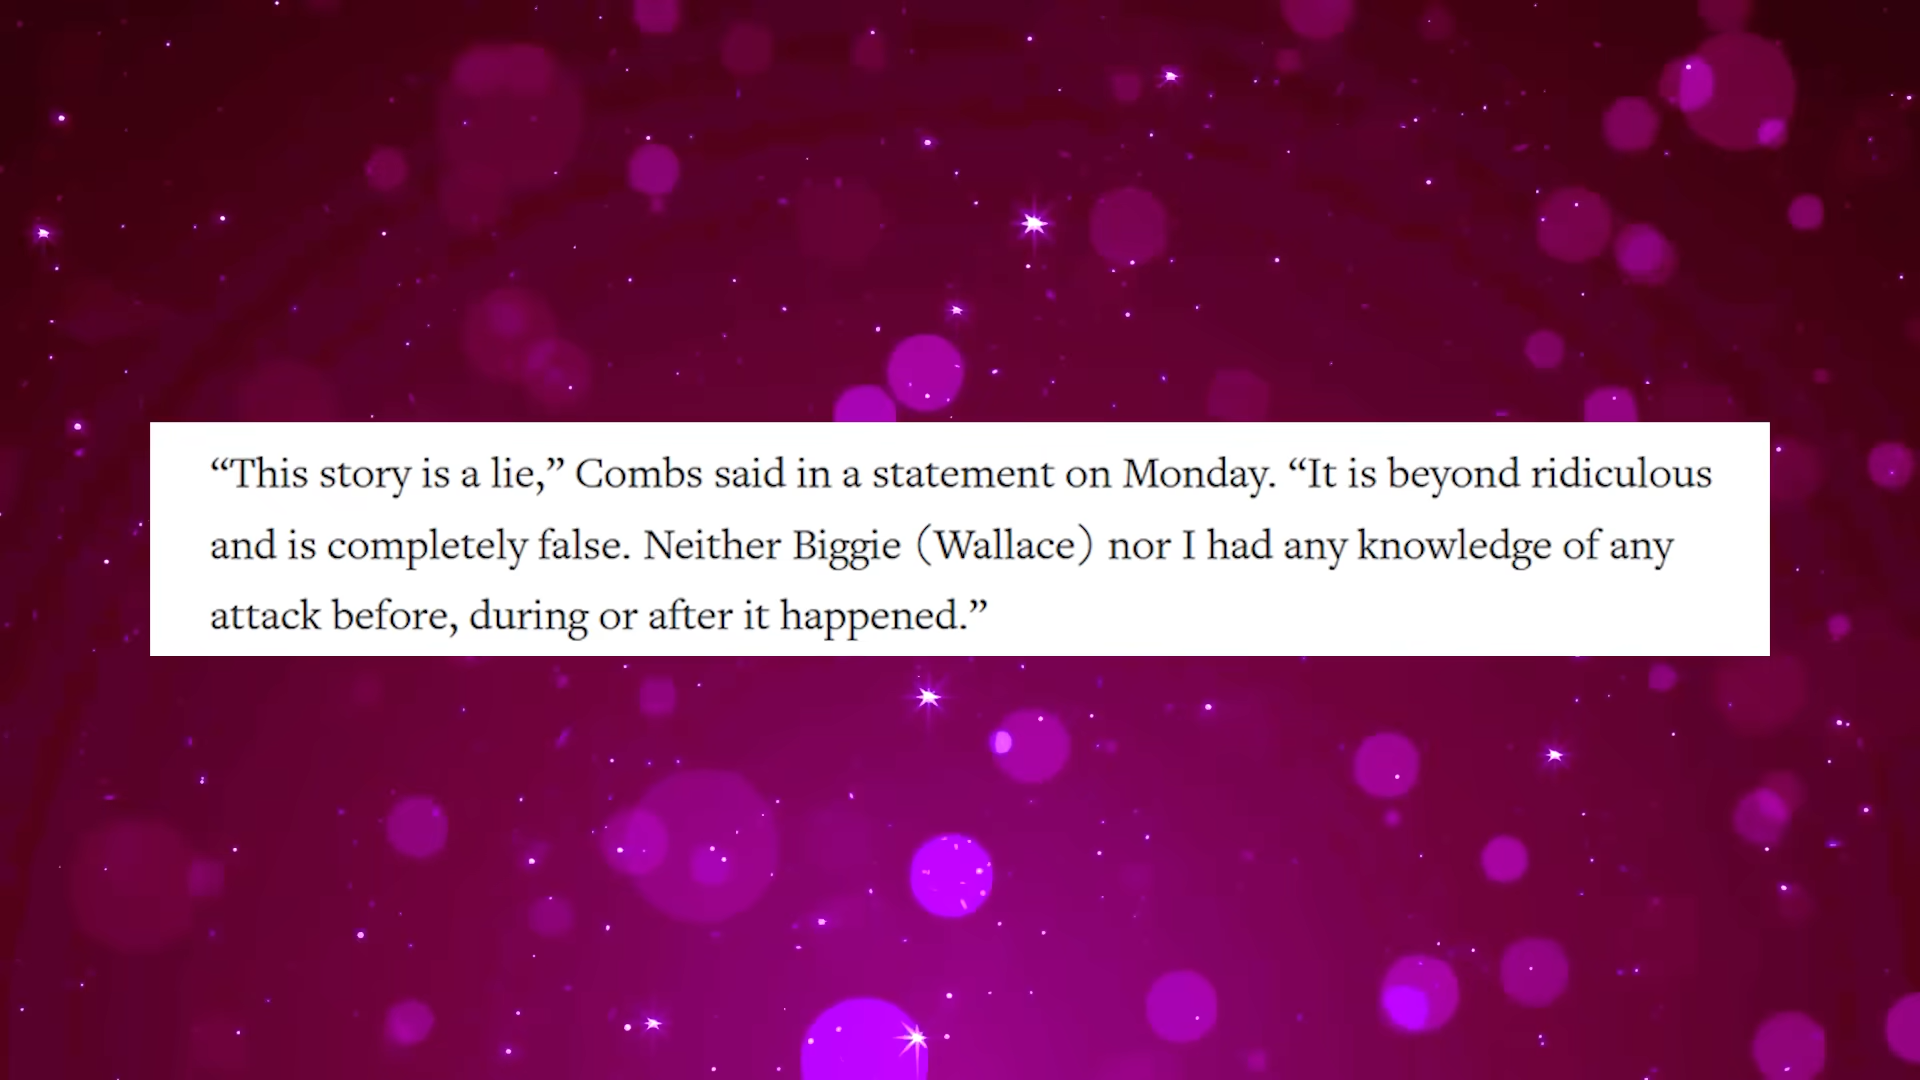 “This story is a lie,” Combs said in a statement on Monday. “It is beyond ridiculous
and is completely false. Neither Biggie (Wallace) nor I had any knowledge of any
attack before, during or after it happened.”